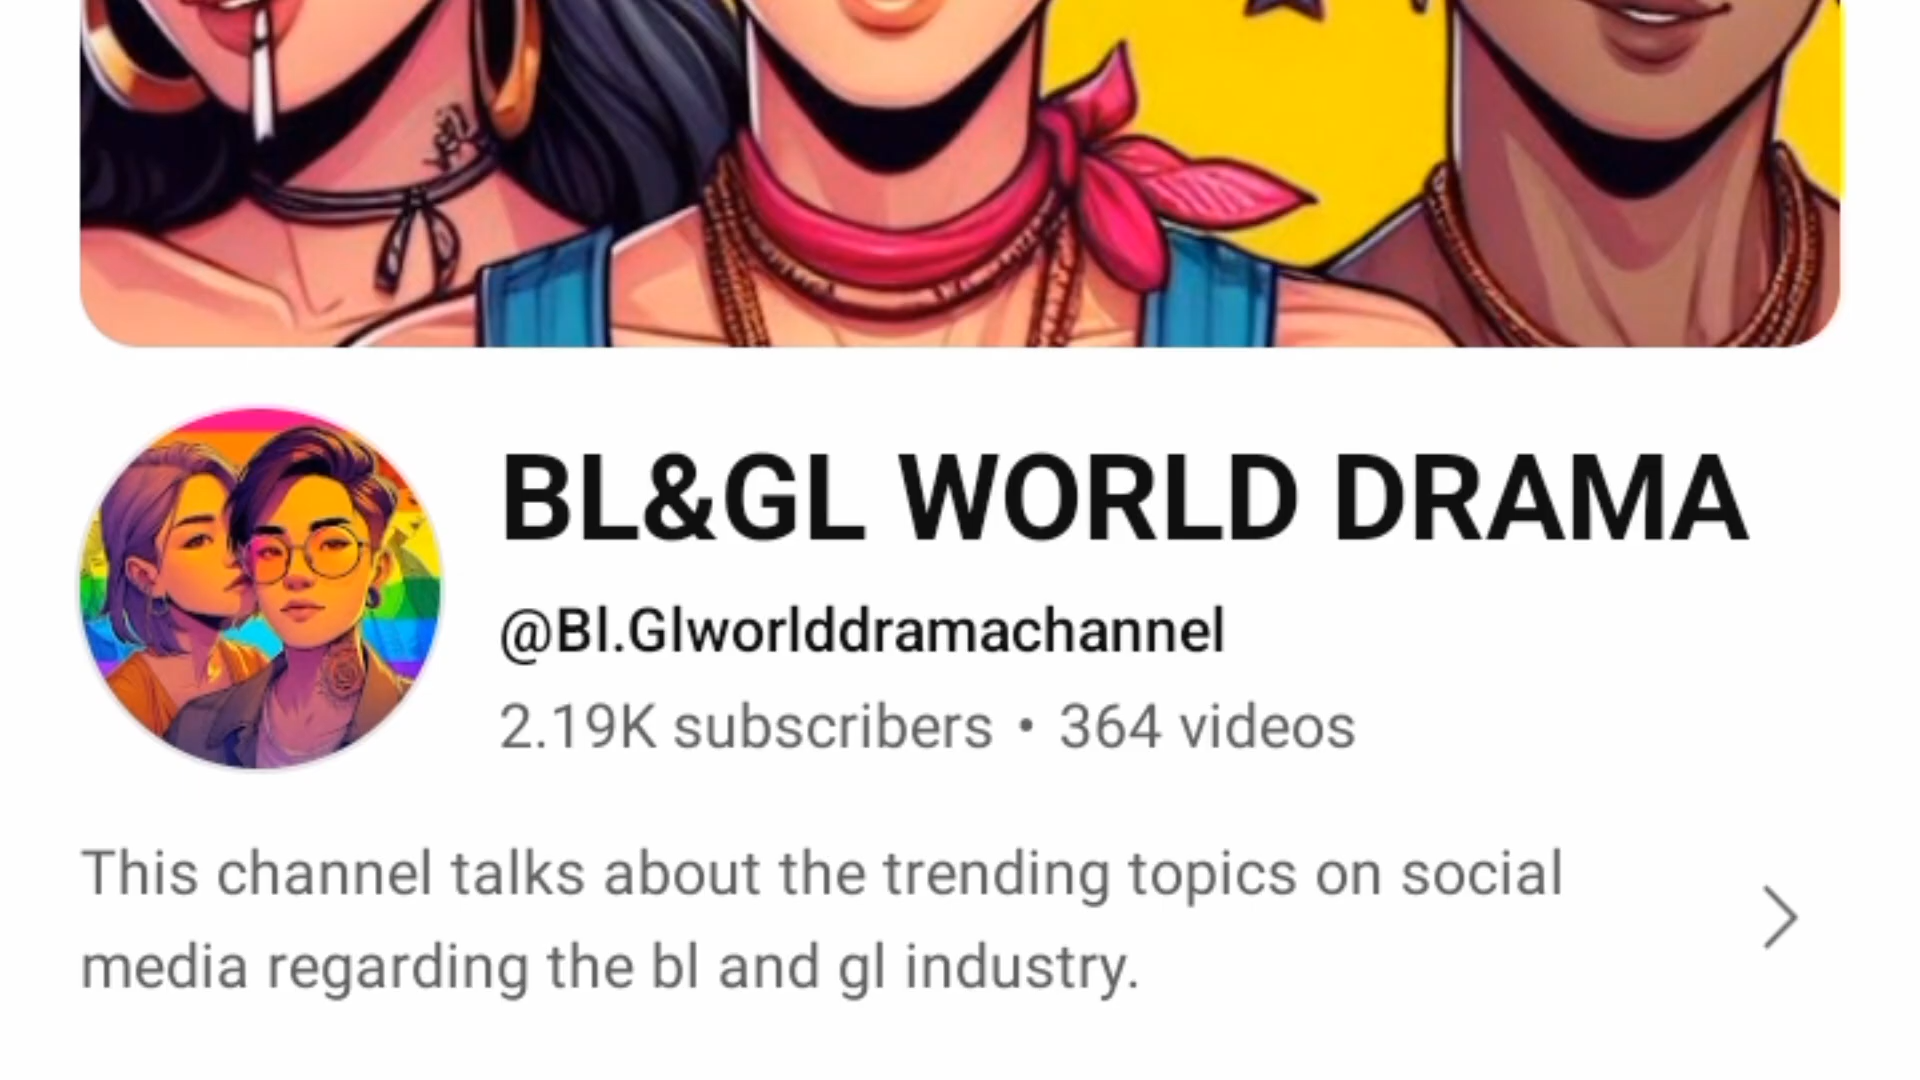 BL&GL WORLD DRAMA
@Bl.Glworlddramachannel
2.19K subscribers • 364 videos
This channel talks about the trending topics on social
media regarding the bl and gl industry.